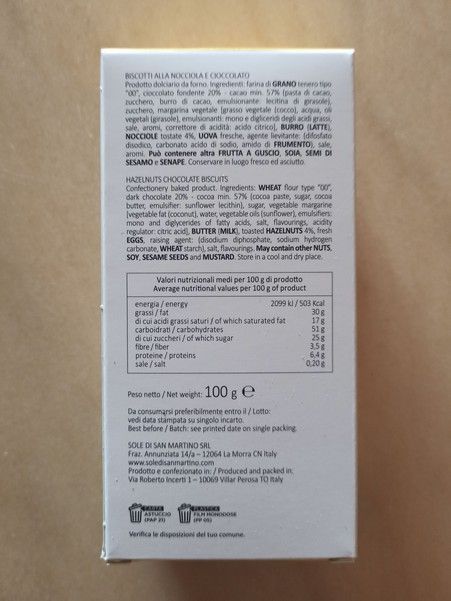 BISCOTTI ALLA NOCCIOLA E CIOCCOLATO
Prodotto dolciario da forno. Ingredienti: farina di GRANO tenero tipo
"00", cioccolato fondente 20% - cacao min. 57% (pasta di cacao,
zucchero, burro di cacao, emulsionante: lecitina di girasole),
zucchero, margarina vegetale (grasso vegetale (cocco), acqua, oli
vegetali (girasole), emulsionanti: mono e digliceridi degli acidi grassi,
sale, aromi, correttore di acidità: acido citrico), BURRO (LATTE),
NOCCIOLE tostate 4%, UOVA fresche, agente lievitante: (difosfato
disodico, carbonato acido di sodio, amido di FRUMENTO), sale,
aromi. Può contenere altra FRUTTA A GUSCIO, SOIA, SEMI DI
SESAMO e SENAPE. Conservare in luogo fresco ed asciutto.
HAZELNUTS CHOCOLATE BISCUITS
Confectionery baked product. Ingredients: WHEAT flour type "00",
dark chocolate 20% - cocoa min. 57% (cocoa paste, sugar, cocoa
butter, emulsifier: sunflower lecithin), sugar, vegetable margarine
[vegetable fat (coconut), water, vegetable oils (sunflower), emulsifiers:
mono and diglycerides of fatty acids, salt, flavourings, acidity
regulator: citric acid], BUTTER (MILK), toasted HAZELNUTS 4%, fresh
EGGS, raising agent: (disodium diphosphate, sodium hydrogen
carbonate, WHEAT starch), salt, flavourings. May contain other NUTS,
SOY, SESAME SEEDS and MUSTARD. Store in a cool and dry place.
Valori nutrizionali medi per 100 g di prodotto
Average nutritional values per 100 g of product
energia / energy 2099 kJ / 503 Kcal
grassi / fat 30 g
di cui acidi grassi saturi / of which saturated fat 17 g
carboidrati / carbohydrates 51 g
di cui zuccheri / of which sugar 25 g
fibre / fiber 3,5 g
proteine / proteins 6,4 g
sale / salt 0,20 g
Peso netto / Net weight: 100 g e
Da consumarsi preferibilmente entro il / Lotto:
vedi data stampata su singolo incarto.
Best before / Batch: see printed date on single packing.
SOLE DI SAN MARTINO SRL
Fraz. Annunziata 14/a – 12064 La Morra CN Italy
www.soledisanmartino.com
Prodotto e confezionato in: / Produced and packed in:
Via Roberto Incerti 1 – 10069 Villar Perosa TO Italy
CARTA
ASTUCCIO
(PAP 21)
PLASTICA
FILM MONODOSE
(PP 05)
Verifica le disposizioni del tuo comune.